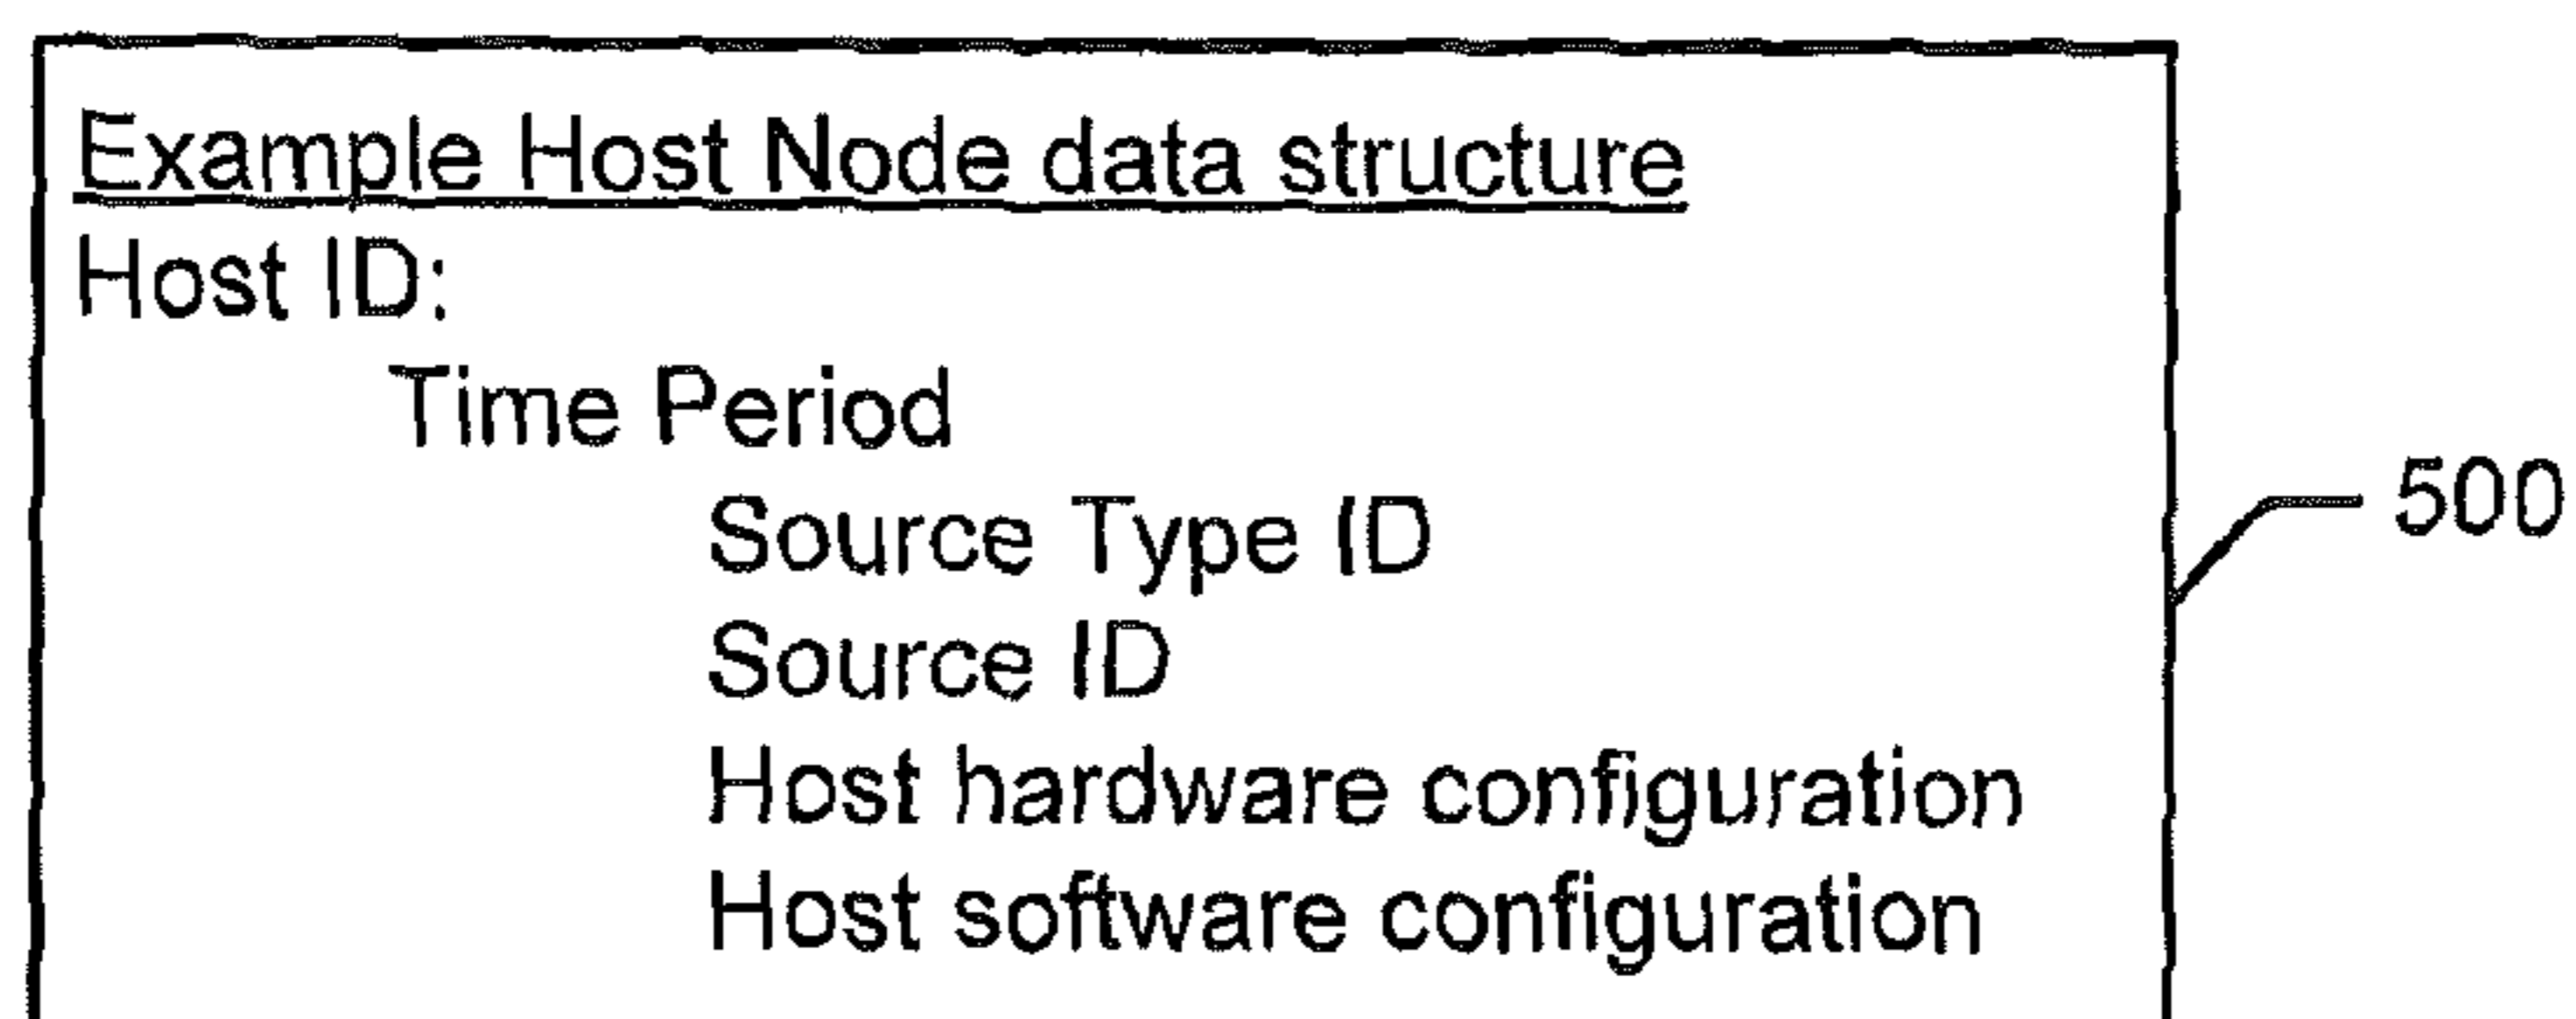 Example Host Node data structure
Host ID:
Time Period
Source Type ID
500
Source ID
Host hardware configuration
Host software configuration